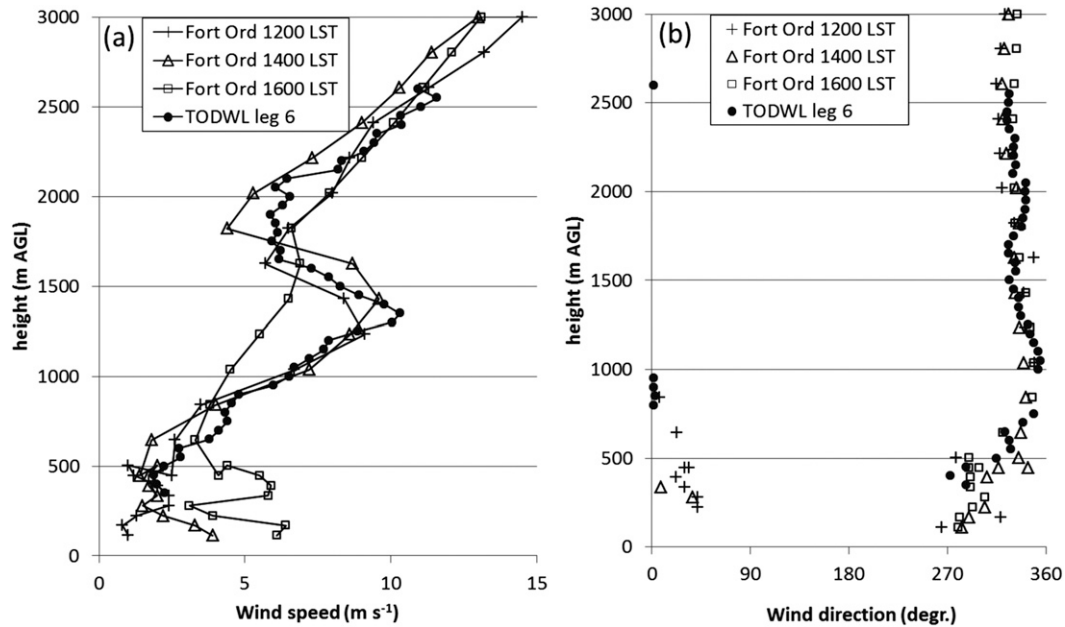 (a)
Fort Ord 1200 LST
Fort Ord 1400 LST
Fort Ord 1600 LST
TODWL leg 6
3000
2500
2000
1500
1000
500
0
height (m AGL)
0 5 10 15
Wind speed (m s⁻¹)
(b)
Fort Ord 1200 LST
Fort Ord 1400 LST
Fort Ord 1600 LST
TODWL leg 6
3000
2500
2000
1500
1000
500
0
height (m AGL)
0 90 180 270 360
Wind direction (degr.)